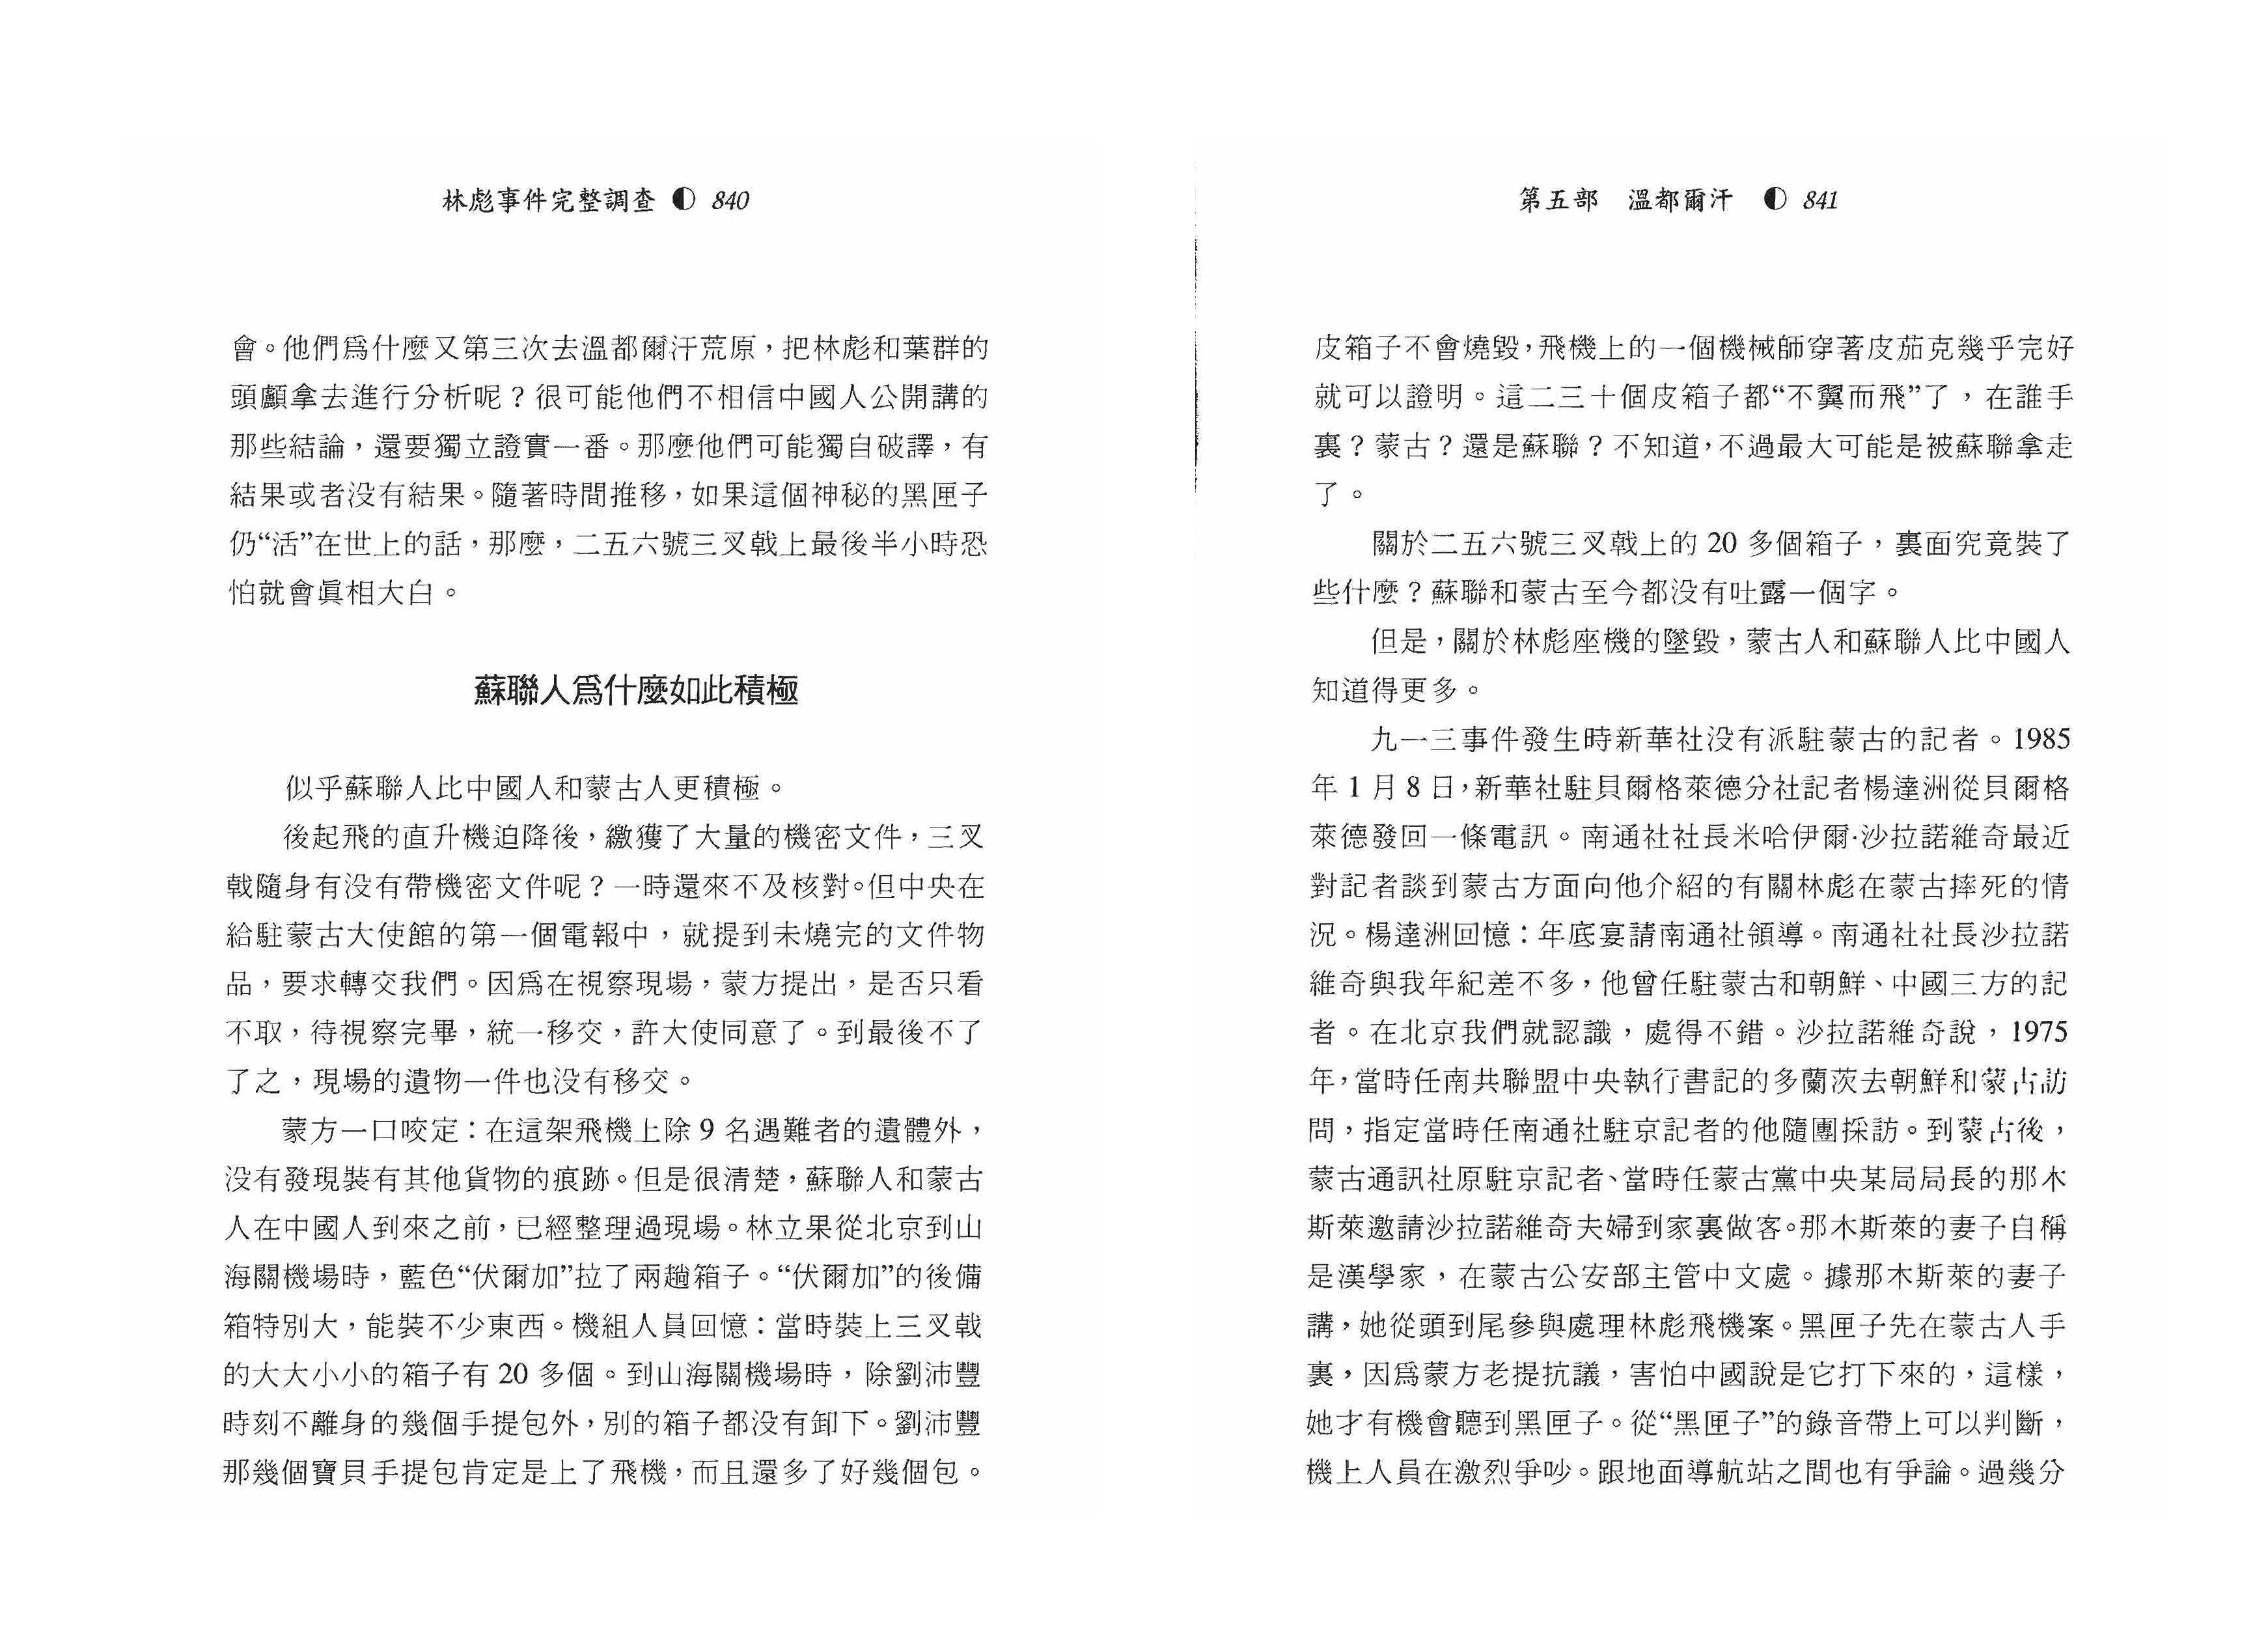 林彪事件完整調查 ◐ 840
會。他們爲什麼又第三次去溫都爾汗荒原，把林彪和葉群的
頭顱拿去進行分析呢？很可能他們不相信中國人公開講的
那些結論，還要獨立證實一番。那麼他們可能獨自破譯，有
結果或者没有結果。隨著時間推移，如果這個神秘的黑匣子
仍“活”在世上的話，那麼，二五六號三叉戟上最後半小時恐
怕就會眞相大白。
蘇聯人爲什麼如此積極
似乎蘇聯人比中國人和蒙古人更積極。
後起飛的直升機迫降後，繳獲了大量的機密文件，三叉
戟隨身有没有帶機密文件呢？一時還來不及核對。但中央在
給駐蒙古大使館的第一個電報中，就提到未燒完的文件物
品，要求轉交我們。因爲在視察現場，蒙方提出，是否只看
不取，待視察完畢，統一移交，許大使同意了。到最後不了
了之，現場的遺物一件也没有移交。
蒙方一口咬定：在這架飛機上除 9 名遇難者的遺體外，
没有發現裝有其他貨物的痕跡。但是很清楚，蘇聯人和蒙古
人在中國人到來之前，已經整理過現場。林立果從北京到山
海關機場時，藍色“伏爾加”拉了兩趟箱子。“伏爾加”的後備
箱特別大，能裝不少東西。機組人員回憶：當時裝上三叉戟
的大大小小的箱子有 20 多個。到山海關機場時，除劉沛豐
時刻不離身的幾個手提包外，別的箱子都没有卸下。劉沛豐
那幾個寶貝手提包肯定是上了飛機，而且還多了好幾個包。
第五部 溫都爾汗 ◐ 841
皮箱子不會燒毀，飛機上的一個機械師穿著皮茄克幾乎完好
就可以證明。這二三十個皮箱子都“不翼而飛”了，在誰手
裏？蒙古？還是蘇聯？不知道，不過最大可能是被蘇聯拿走
了。
關於二五六號三叉戟上的 20 多個箱子，裏面究竟裝了
些什麼？蘇聯和蒙古至今都没有吐露一個字。
但是，關於林彪座機的墜毀，蒙古人和蘇聯人比中國人
知道得更多。
九一三事件發生時新華社没有派駐蒙古的記者。1985
年 1 月 8 日，新華社駐貝爾格萊德分社記者楊達洲從貝爾格
萊德發回一條電訊。南通社社長米哈伊爾·沙拉諾維奇最近
對記者談到蒙古方面向他介紹的有關林彪在蒙古摔死的情
況。楊達洲回憶：年底宴請南通社領導。南通社社長沙拉諾
維奇與我年紀差不多，他曾任駐蒙古和朝鮮、中國三方的記
者。在北京我們就認識，處得不錯。沙拉諾維奇說，1975
年，當時任南共聯盟中央執行書記的多蘭茨去朝鮮和蒙古訪
問，指定當時任南通社駐京記者的他隨團採訪。到蒙古後，
蒙古通訊社原駐京記者、當時任蒙古黨中央某局局長的那木
斯萊邀請沙拉諾維奇夫婦到家裏做客。那木斯萊的妻子自稱
是漢學家，在蒙古公安部主管中文處。據那木斯萊的妻子
講，她從頭到尾參與處理林彪飛機案。黑匣子先在蒙古人手
裏，因爲蒙方老提抗議，害怕中國說是它打下來的，這樣，
她才有機會聽到黑匣子。從“黑匣子”的錄音帶上可以判斷，
機上人員在激烈爭吵。跟地面導航站之間也有爭論。過幾分